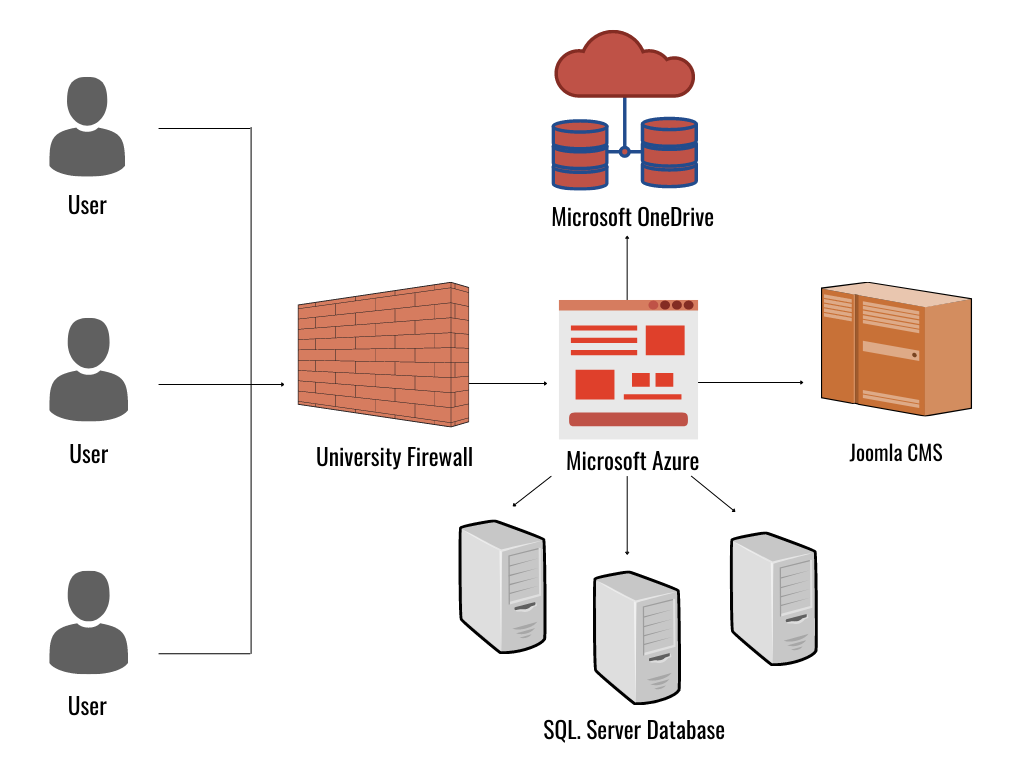 User
Microsoft OneDrive
User
University Firewall
Microsoft Azure
Joomla CMS
User
SQL. Server Database